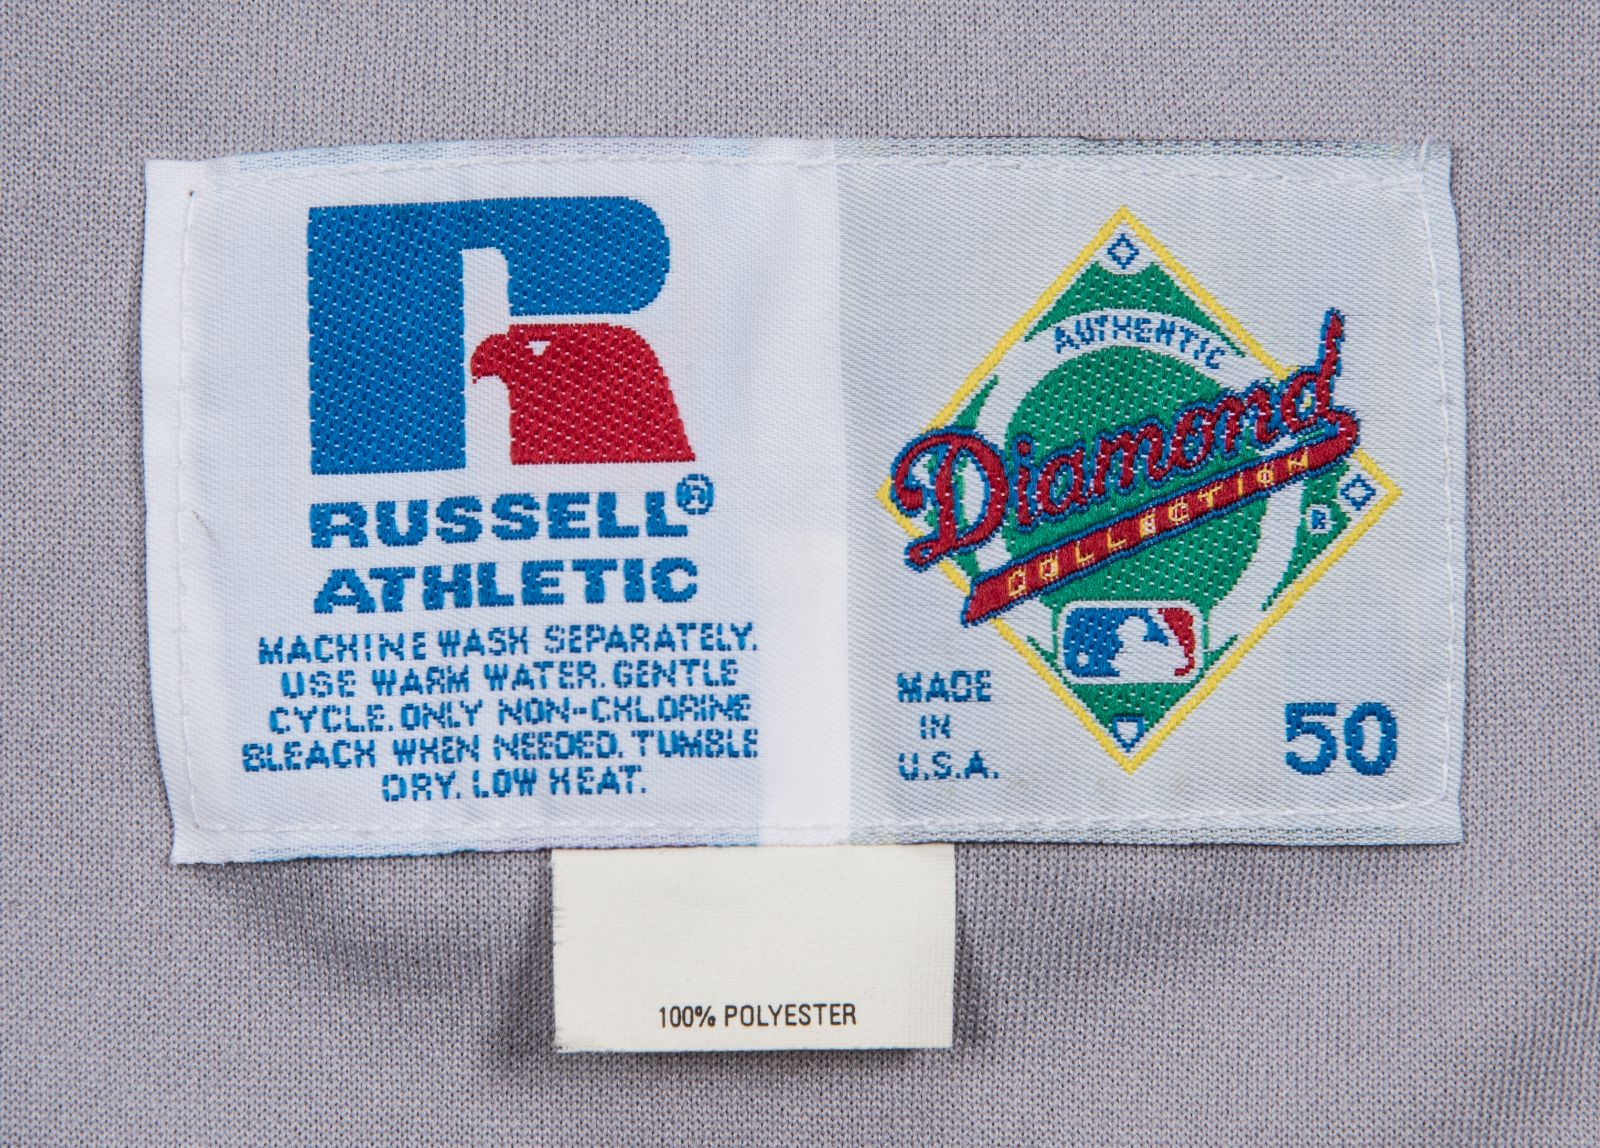 RUSSELL®
ATHLETIC
MACHINE WASH SEPARATELY.
USE WARM WATER. GENTLE
CYCLE. ONLY NON-CHLORINE
BLEACH WHEN NEEDED. TUMBLE
DRY. LOW HEAT.
AUTHENTIC
Diamond
COLLECTION
®
MADE
IN
U.S.A.
50
100% POLYESTER